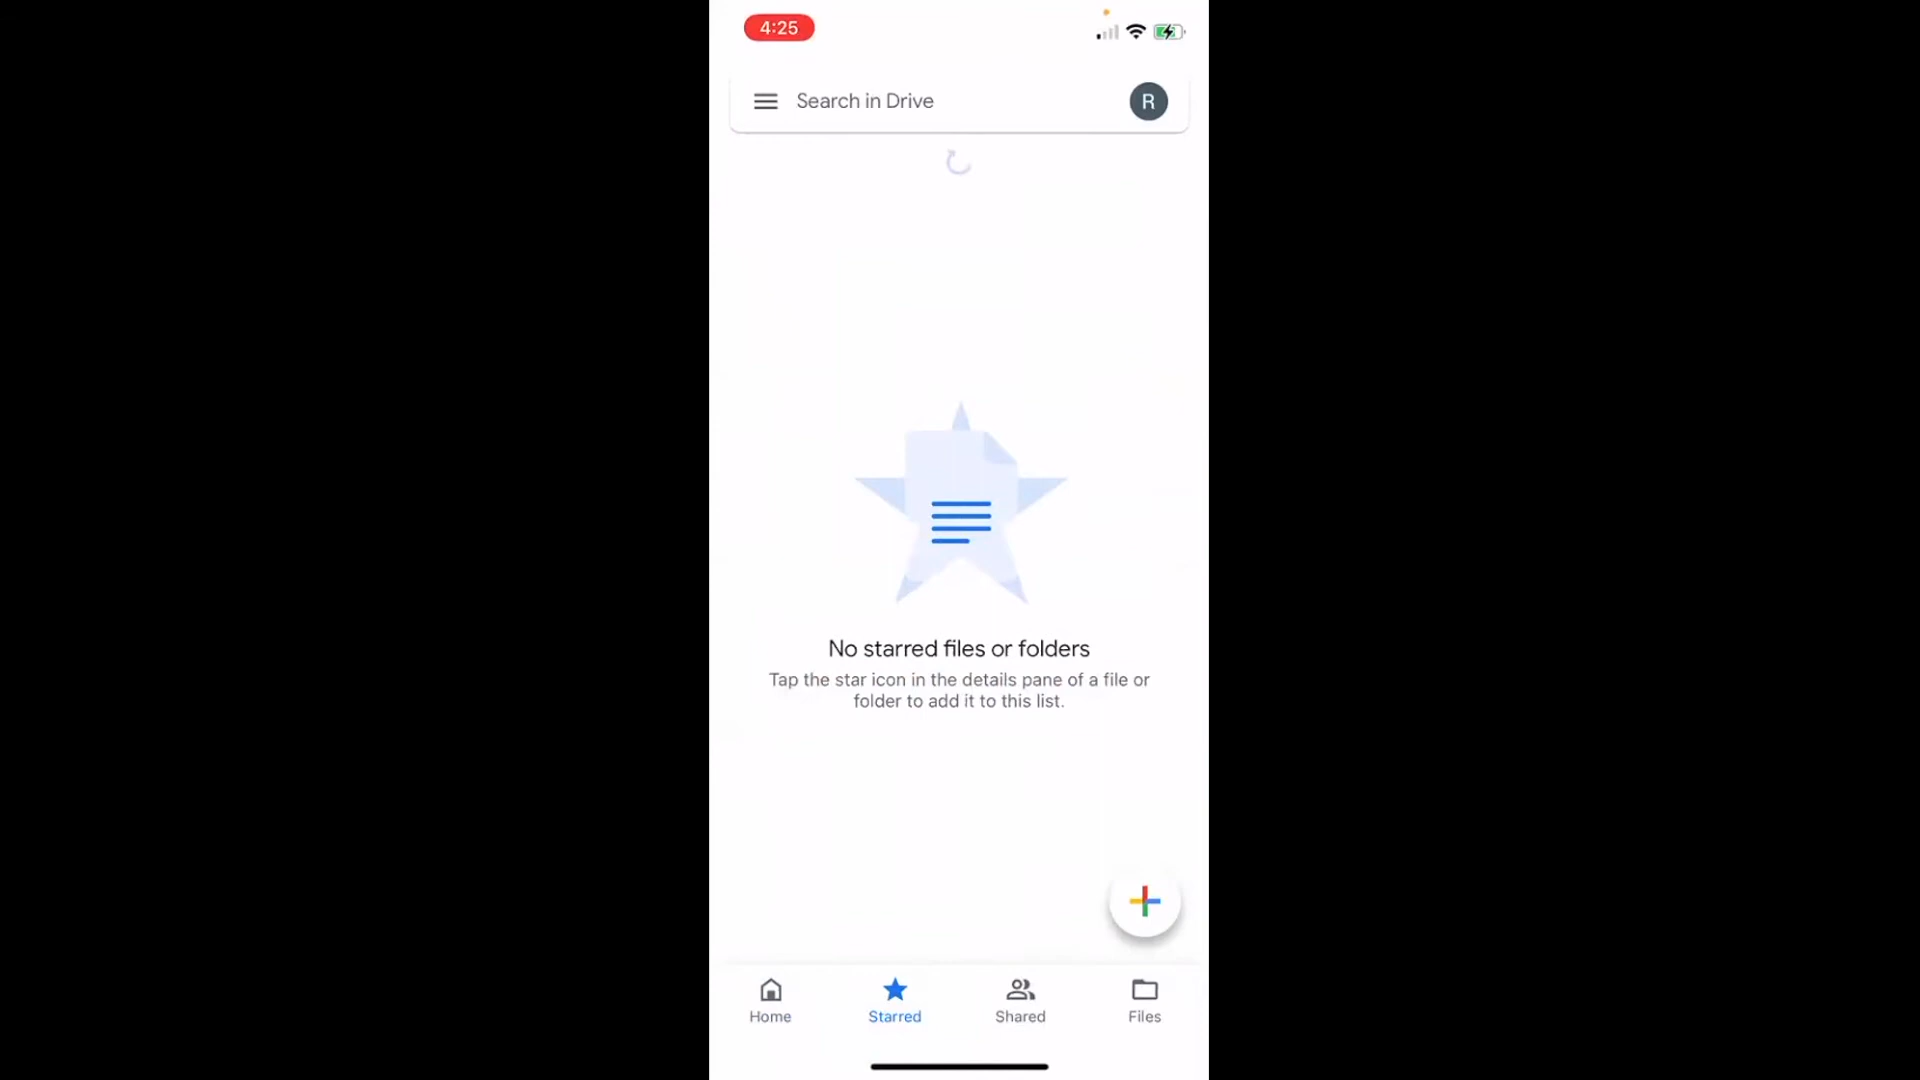 4:25
Search in Drive
R
No starred files or folders
Tap the star icon in the details pane of a file or
folder to add it to this list.
Home
Starred
Shared
Files